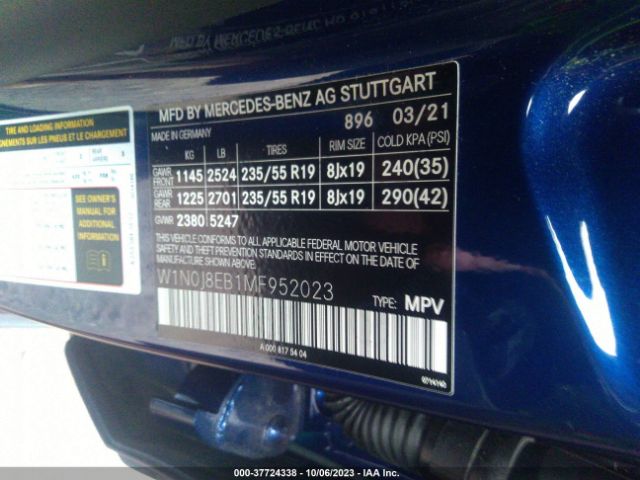 MFD BY MERCEDES-BENZ AG STUTTGART
896 03/21
MADE IN GERMANY
KG LB TIRES RIM SIZE COLD KPA(PSI)
GAWR FRONT 1145 2524 235/55 R19 8Jx19 240(35)
GAWR REAR 1225 2701 235/55 R19 8Jx19 290(42)
GVWR 2380 5247
THIS VEHICLE CONFORMS TO ALL APPLICABLE FEDERAL MOTOR VEHICLE
SAFETY AND THEFT PREVENTION STANDARDS IN EFFECT ON THE DATE
OF MANUFACTURE SHOWN ABOVE.
W1N0J8EB1MF952023
TYPE: MPV
A 000 817 54 04
TIRE AND LOADING INFORMATION
SEE OWNER'S
MANUAL FOR
ADDITIONAL
INFORMATION
000-37724338 - 10/06/2023 - IAA Inc.